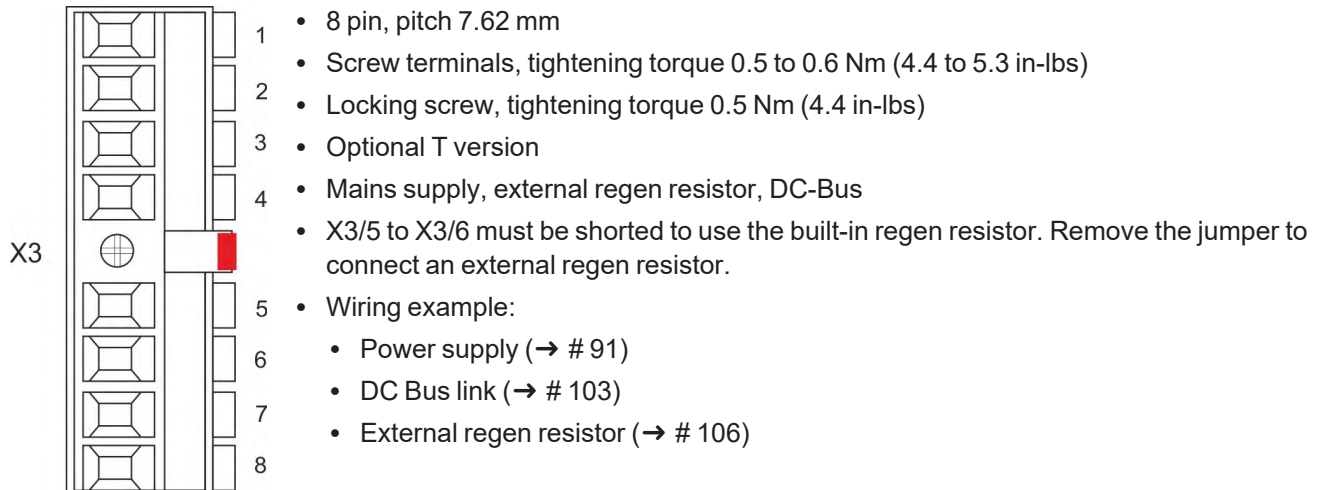 X3
1
2
3
4
5
6
7
8
• 8 pin, pitch 7.62 mm
• Screw terminals, tightening torque 0.5 to 0.6 Nm (4.4 to 5.3 in-lbs)
• Locking screw, tightening torque 0.5 Nm (4.4 in-lbs)
• Optional T version
• Mains supply, external regen resistor, DC-Bus
• X3/5 to X3/6 must be shorted to use the built-in regen resistor. Remove the jumper to
connect an external regen resistor.
• Wiring example:
• Power supply (➜ # 91)
• DC Bus link (➜ # 103)
• External regen resistor (➜ # 106)